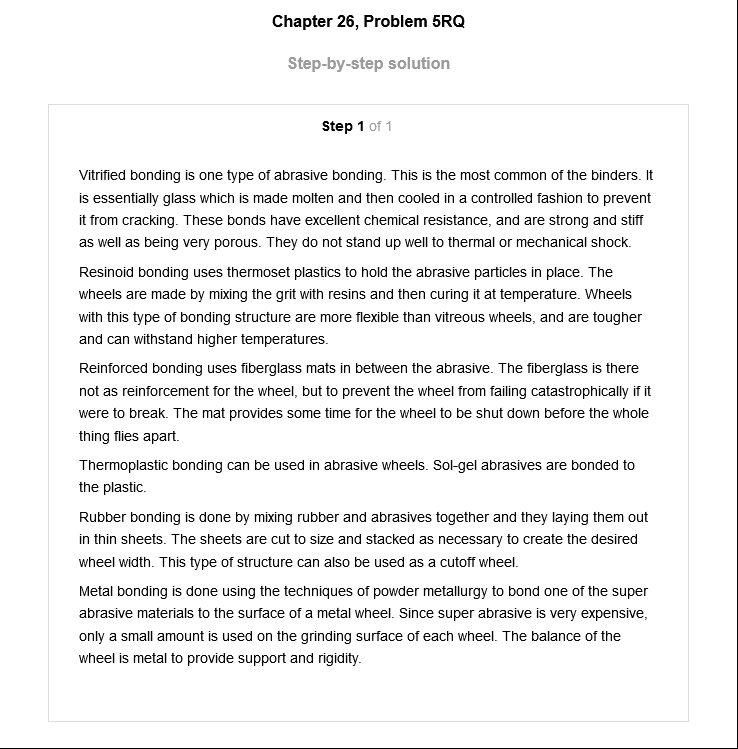 Chapter 26, Problem 5RQ
Step-by-step solution
Step 1 of 1
Vitrified bonding is one type of abrasive bonding. This is the most common of the binders. It
is essentially glass which is made molten and then cooled in a controlled fashion to prevent
it from cracking. These bonds have excellent chemical resistance, and are strong and stiff
as well as being very porous. They do not stand up well to thermal or mechanical shock.
Resinoid bonding uses thermoset plastics to hold the abrasive particles in place. The
wheels are made by mixing the grit with resins and then curing it at temperature. Wheels
with this type of bonding structure are more flexible than vitreous wheels, and are tougher
and can withstand higher temperatures.
Reinforced bonding uses fiberglass mats in between the abrasive. The fiberglass is there
not as reinforcement for the wheel, but to prevent the wheel from failing catastrophically if it
were to break. The mat provides some time for the wheel to be shut down before the whole
thing flies apart.
Thermoplastic bonding can be used in abrasive wheels. Sol-gel abrasives are bonded to
the plastic.
Rubber bonding is done by mixing rubber and abrasives together and they laying them out
in thin sheets. The sheets are cut to size and stacked as necessary to create the desired
wheel width. This type of structure can also be used as a cutoff wheel.
Metal bonding is done using the techniques of powder metallurgy to bond one of the super
abrasive materials to the surface of a metal wheel. Since super abrasive is very expensive,
only a small amount is used on the grinding surface of each wheel. The balance of the
wheel is metal to provide support and rigidity.